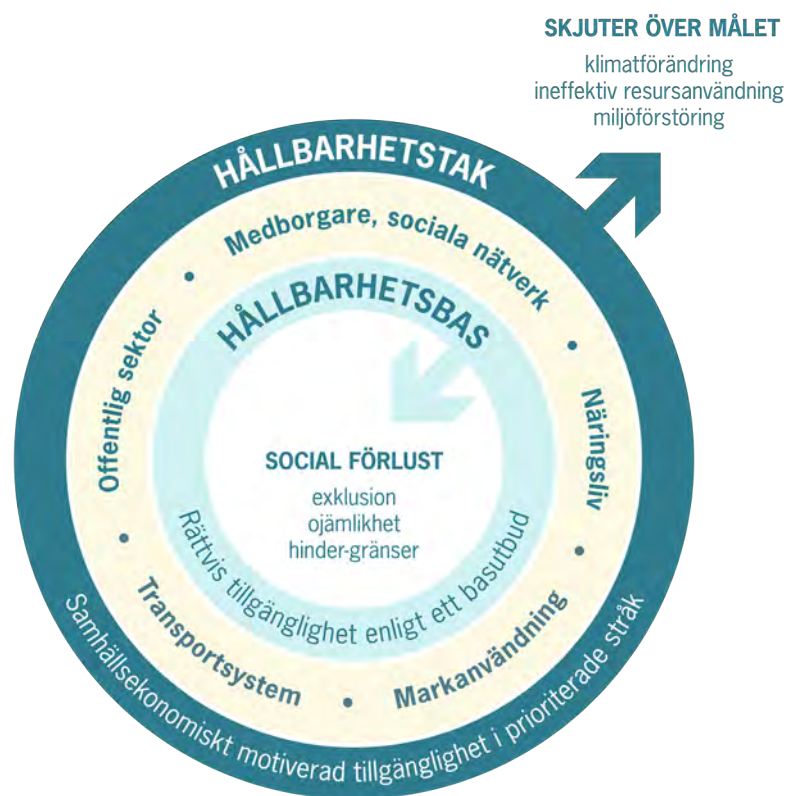 SKJUTER ÖVER MÅLET
klimatförändring
ineffektiv resursanvändning
miljöförstöring
HÅLLBARHETSTAK
Medborgare, sociala nätverk
Offentlig sektor
Näringsliv
Transportsystem
Markanvändning
HÅLLBARHETSBAS
SOCIAL FÖRLUST
exklusion
ojämlikhet
hinder-gränser
Rättvis tillgänglighet enligt ett basutbud
Samhällsekonomiskt motiverad tillgänglighet i prioriterade stråk